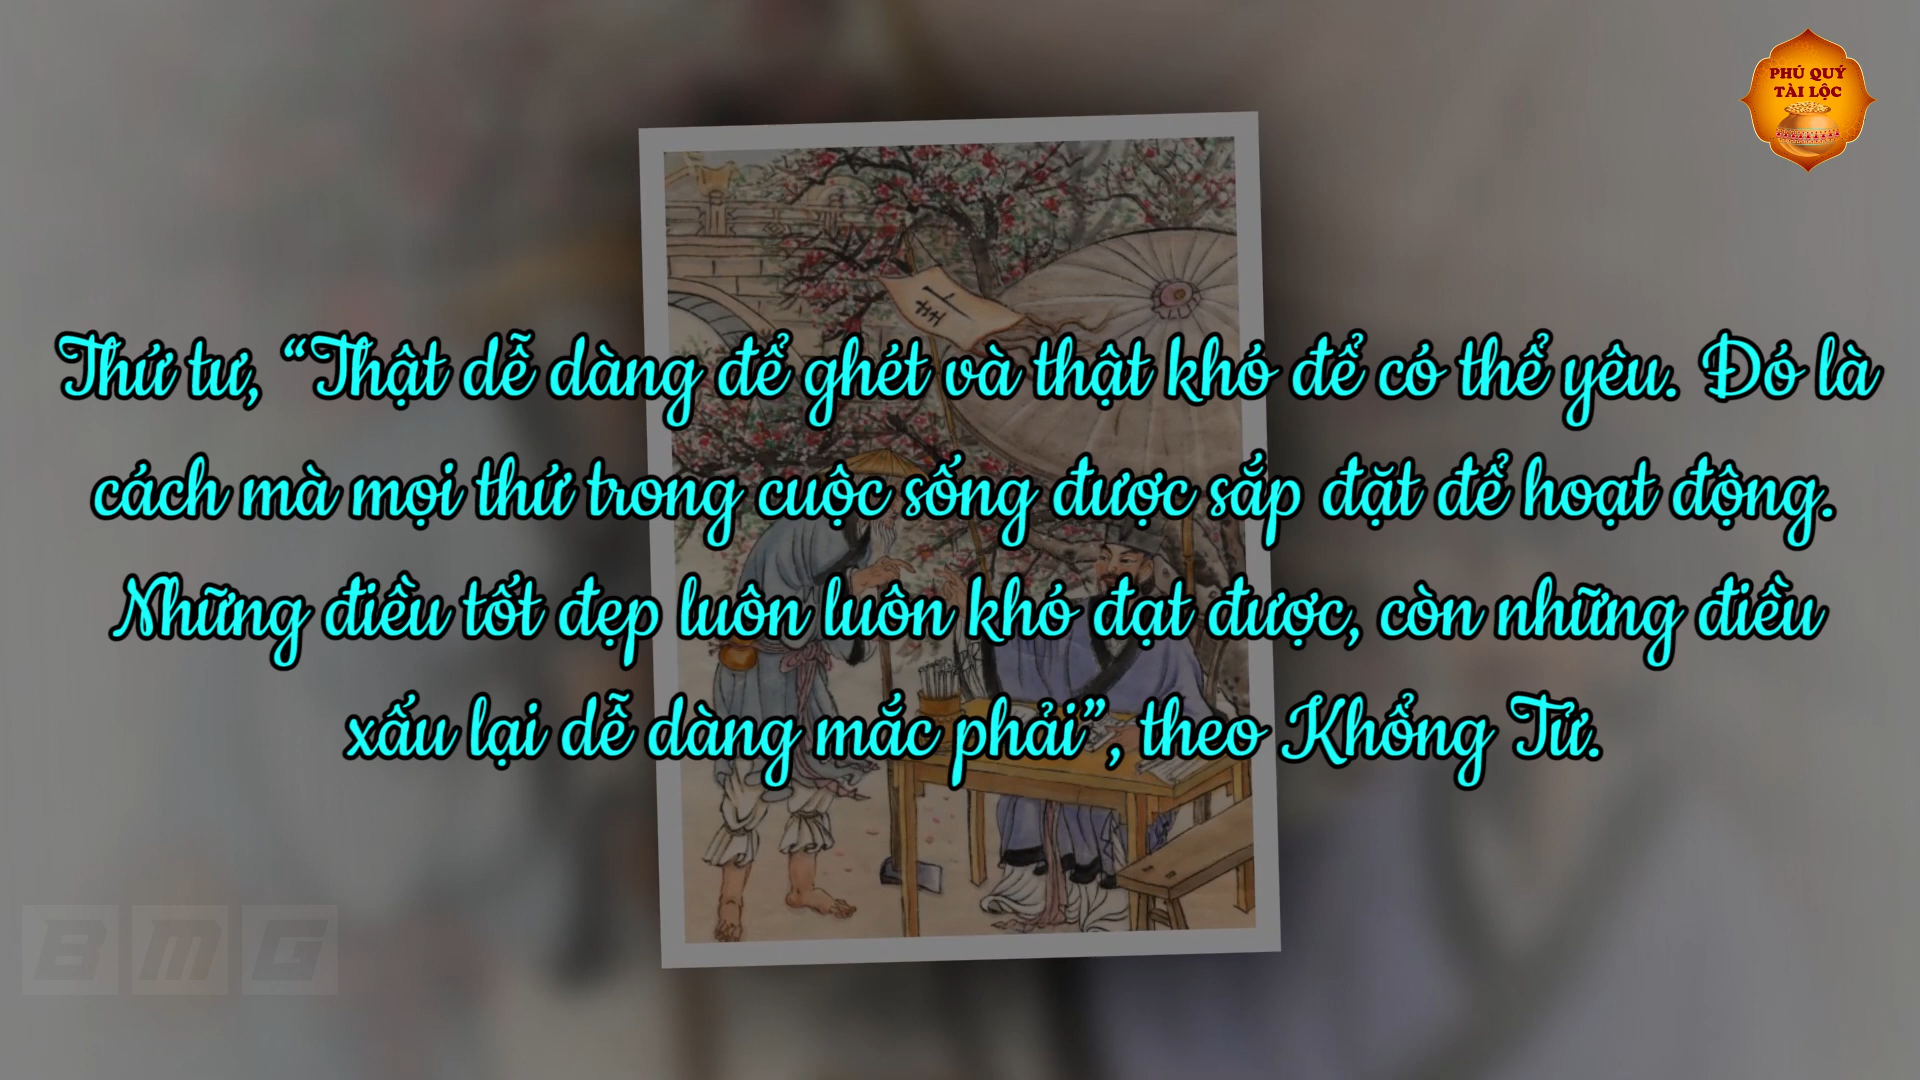 PHÚ QUÝ
TÀI LỘC
Thứ tư, “Thật dễ dàng để ghét và thật khó để có thể yêu. Đó là
cách mà mọi thứ trong cuộc sống được sắp đặt để hoạt động.
Những điều tốt đẹp luôn luôn khó đạt được, còn những điều
xấu lại dễ dàng mắc phải”, theo Khổng Tử.
BMG